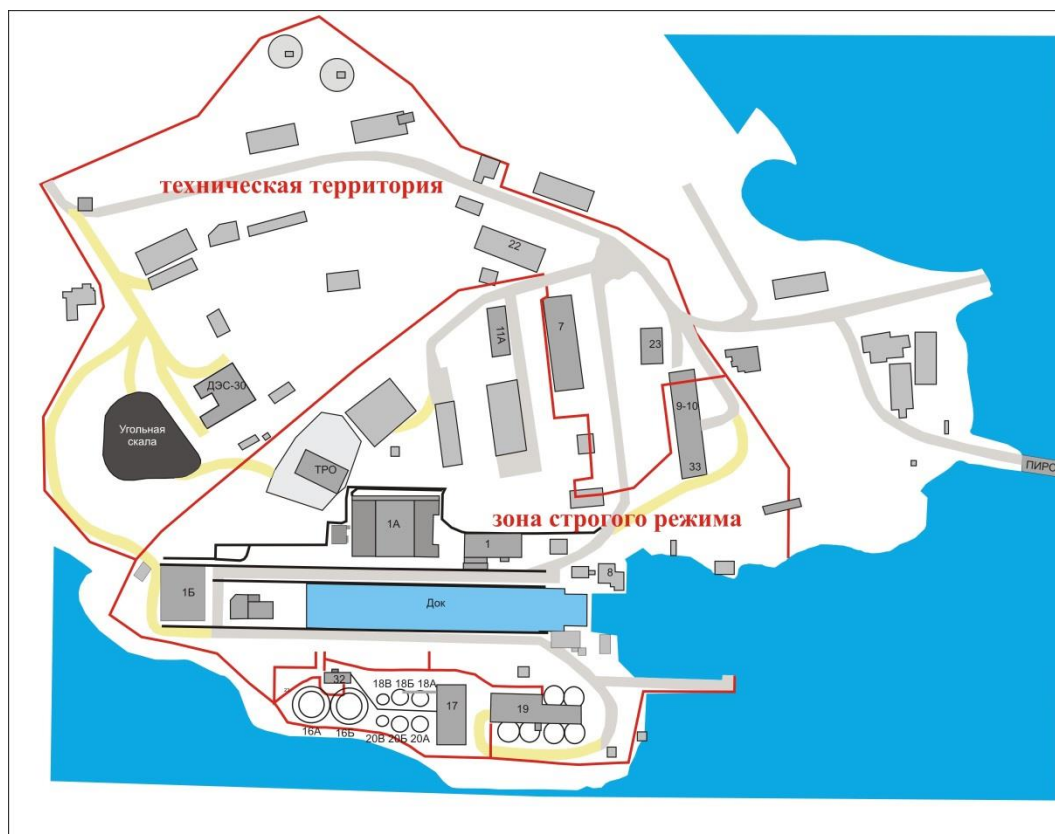 техническая территория
22
11А
7
23
ДЭС-30
9-10
Угольная
скала
ТРО
33
ПИРС
зона строгого режима
1А
1
8
1Б
Док
32
18В 18Б 18А
17
19
16А
16Б
20В 20Б 20А